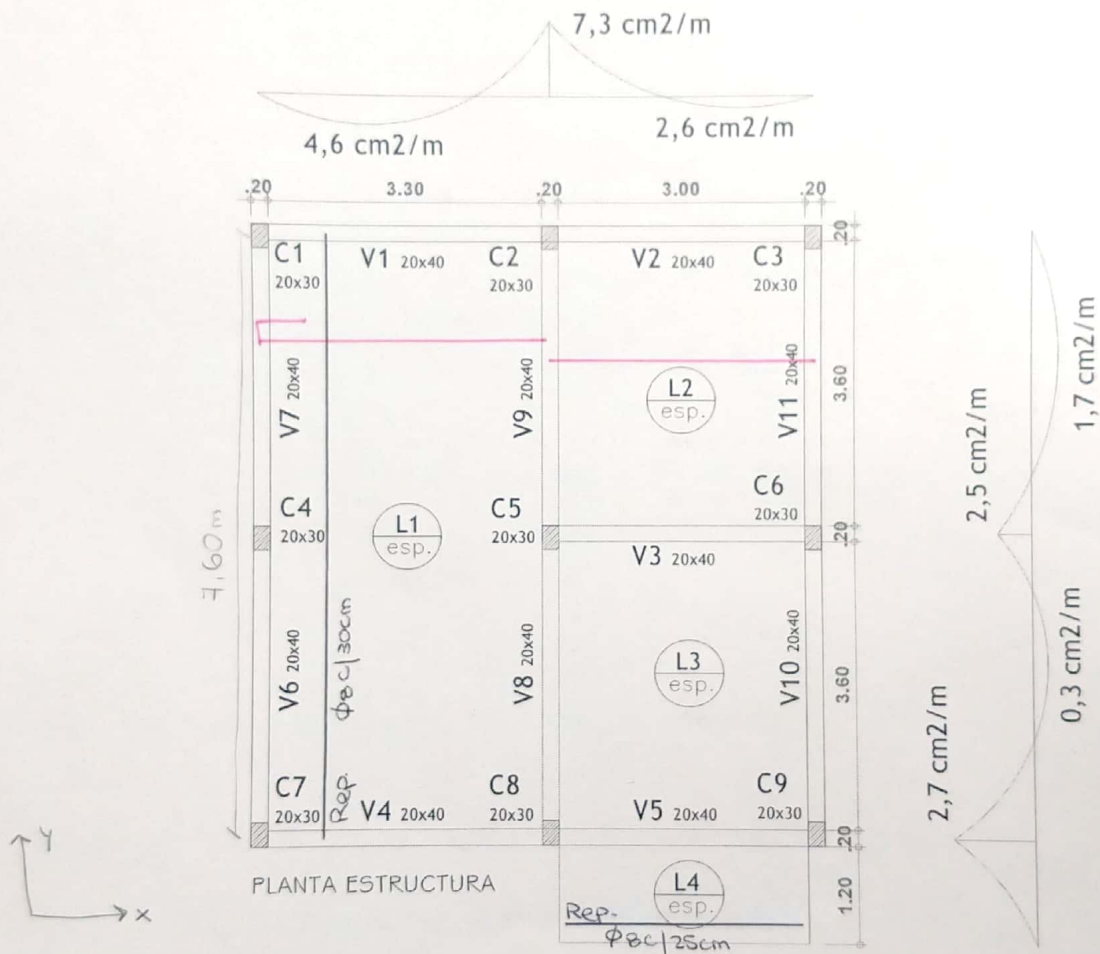 7,3 cm2/m
4,6 cm2/m
2,6 cm2/m
.20
3.30
.20
3.00
.20
C1
20x30
V1 20x40
C2
20x30
V2 20x40
C3
20x30
.20
V7 20x40
V9 20x40
L2
esp.
V11 20x40
3.60
1,7 cm2/m
2,5 cm2/m
C4
20x30
L1
esp.
C5
20x30
C6
20x30
.20
V3 20x40
7,60m
V6 20x40
Rep. Φ8c/30cm
V8 20x40
L3
esp.
V10 20x40
3.60
0,3 cm2/m
2,7 cm2/m
C7
20x30
V4 20x40
C8
20x30
V5 20x40
C9
20x30
.20
Y
X
PLANTA ESTRUCTURA
L4
esp.
1.20
Rep.
Φ8c/25cm